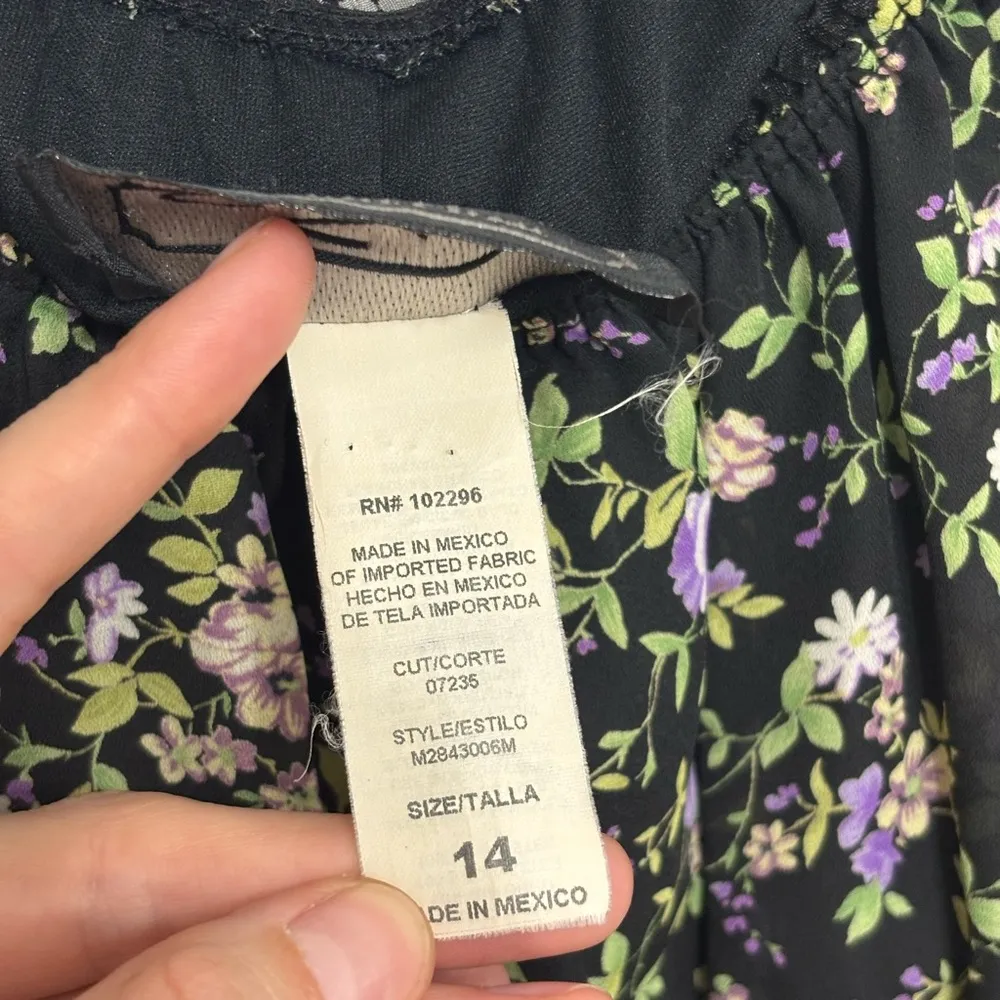 RN# 102296
MADE IN MEXICO
OF IMPORTED FABRIC
HECHO EN MEXICO
DE TELA IMPORTADA
CUT/CORTE
07235
STYLE/ESTILO
M2843006M
SIZE/TALLA
14
DE IN MEXICO